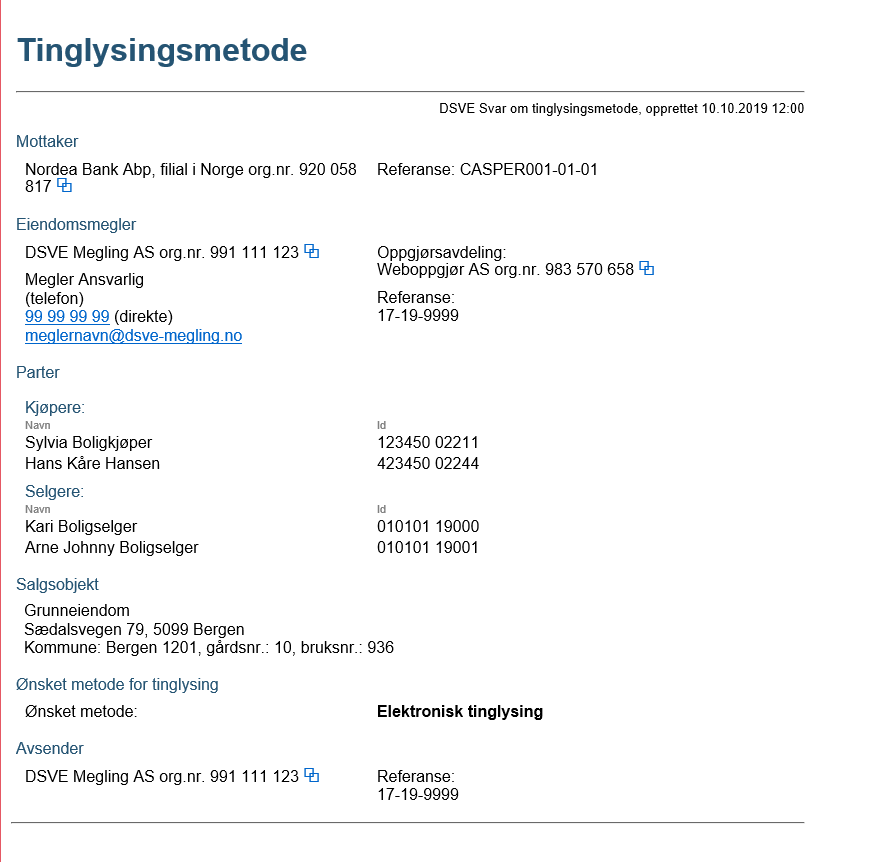 Tinglysingsmetode
DSVE Svar om tinglysingsmetode, opprettet 10.10.2019 12:00
Mottaker
Nordea Bank Abp, filial i Norge org.nr. 920 058
817
Referanse: CASPER001-01-01
Eiendomsmegler
DSVE Megling AS org.nr. 991 111 123
Megler Ansvarlig
(telefon)
99 99 99 99 (direkte)
meglernavn@dsve-megling.no
Oppgjørsavdeling:
Weboppgjør AS org.nr. 983 570 658
Referanse:
17-19-9999
Parter
Kjøpere:
Navn Id
Sylvia Boligkjøper 123450 02211
Hans Kåre Hansen 423450 02244
Selgere:
Navn Id
Kari Boligselger 010101 19000
Arne Johnny Boligselger 010101 19001
Salgsobjekt
Grunneiendom
Sædalsvegen 79, 5099 Bergen
Kommune: Bergen 1201, gårdsnr.: 10, bruksnr.: 936
Ønsket metode for tinglysing
Ønsket metode: Elektronisk tinglysing
Avsender
DSVE Megling AS org.nr. 991 111 123
Referanse:
17-19-9999